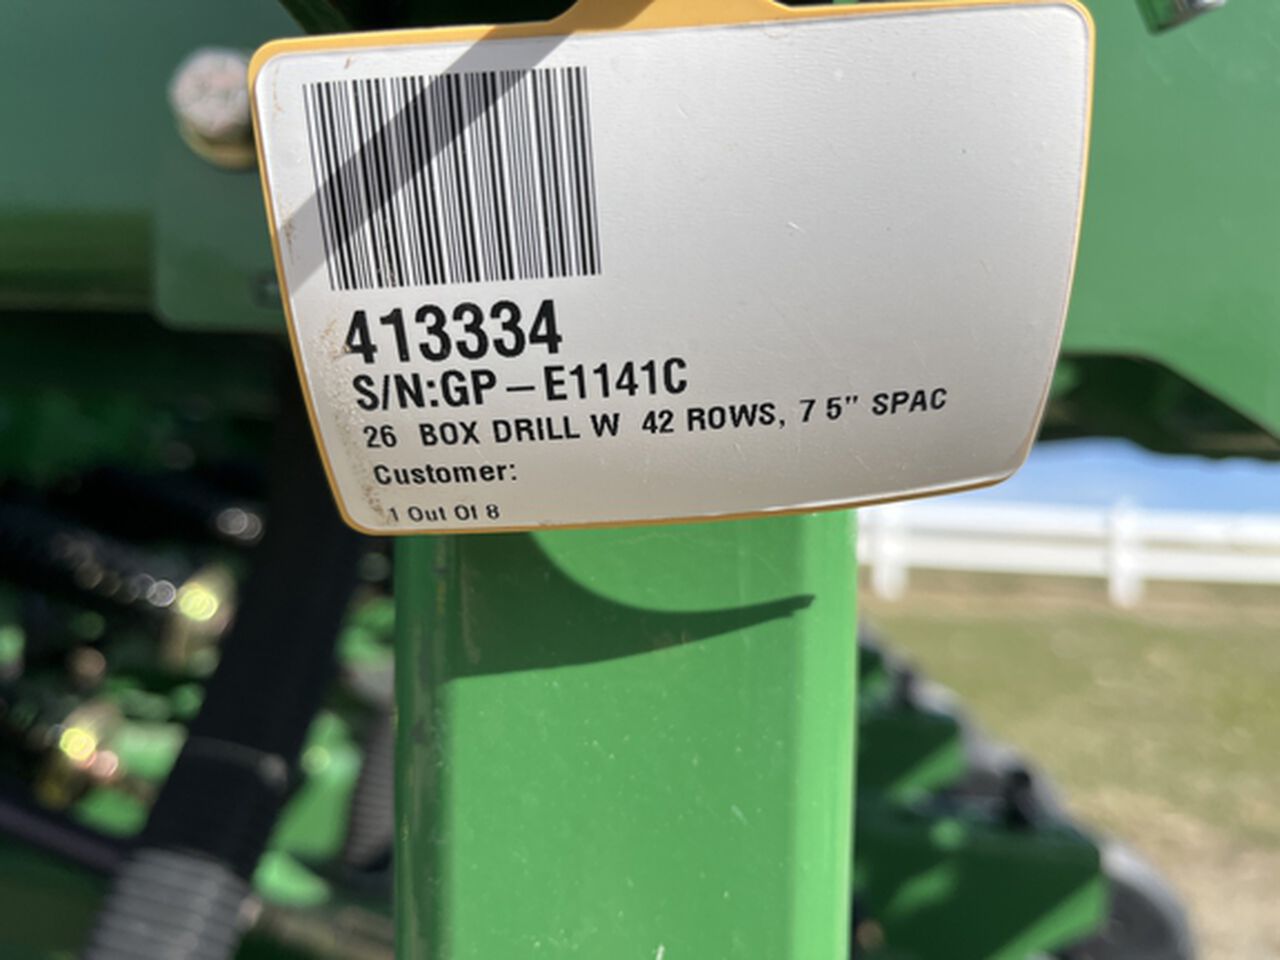 413334
S/N:GP-E1141C
26 BOX DRILL W 42 ROWS, 7 5" SPAC
Customer:
1 Out Of 8